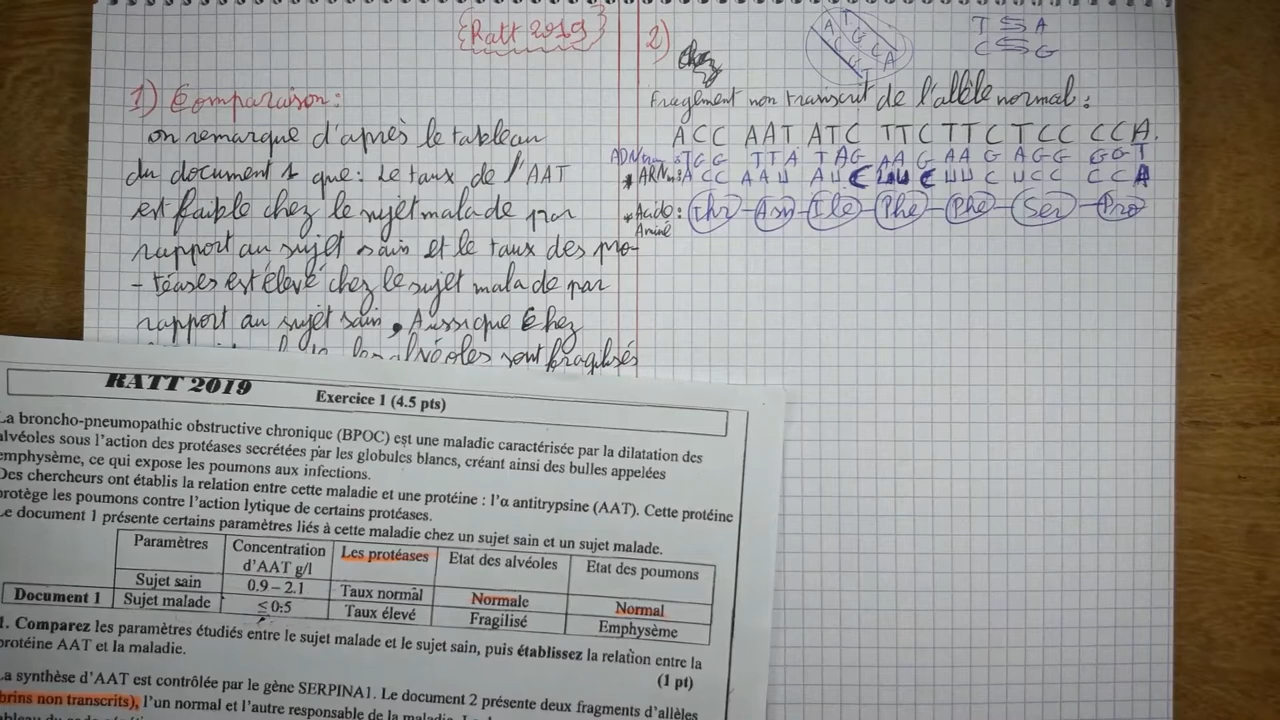 {Ratt 2019}
1) Comparaison:
on remarque d'après le tableau
du document 1 que: Le taux de l'AAT
est faible chez le sujet malade par
rapport au sujet sain et le taux des pro-
- téases est élevé chez le sujet malade par
rapport au sujet sain, Aussi que chez
les alvéoles sont fragilisés
2)
T ⇆ A
C ⇆ G
Fragement non transcrit de l'allèle normal:
ACC AAT ATC TTC TTC TCC CCA.
TGG TTA TAG AAG AAG AGG GGT
* ARNm: ACC AAU AUC UUC UUC UCC CCA
* Acide Aminé: Thr - Asn - Ile - Phe - Phe - Ser - Pro
RATT 2019
Exercice 1 (4.5 pts)
La broncho-pneumopathie obstructive chronique (BPOC) est une maladie caractérisée par la dilatation des
alvéoles sous l'action des protéases secrétées par les globules blancs, créant ainsi des bulles appelées
emphysème, ce qui expose les poumons aux infections.
Des chercheurs ont établis la relation entre cette maladie et une protéine : l'α antitrypsine (AAT). Cette protéine
protège les poumons contre l'action lytique de certains protéases.
Le document 1 présente certains paramètres liés à cette maladie chez un sujet sain et un sujet malade.
Paramètres Concentration d'AAT g/l Les protéases Etat des alvéoles Etat des poumons
Sujet sain 0.9 – 2.1 Taux normal Normale Normal
Document 1 Sujet malade ≤ 0.5 Taux élevé Fragilisé Emphysème
1. Comparez les paramètres étudiés entre le sujet malade et le sujet sain, puis établissez la relation entre la
protéine AAT et la maladie.
(1 pt)
La synthèse d'AAT est contrôlée par le gène SERPINA1. Le document 2 présente deux fragments d'allèles
brins non transcrits), l'un normal et l'autre responsable de la maladie.